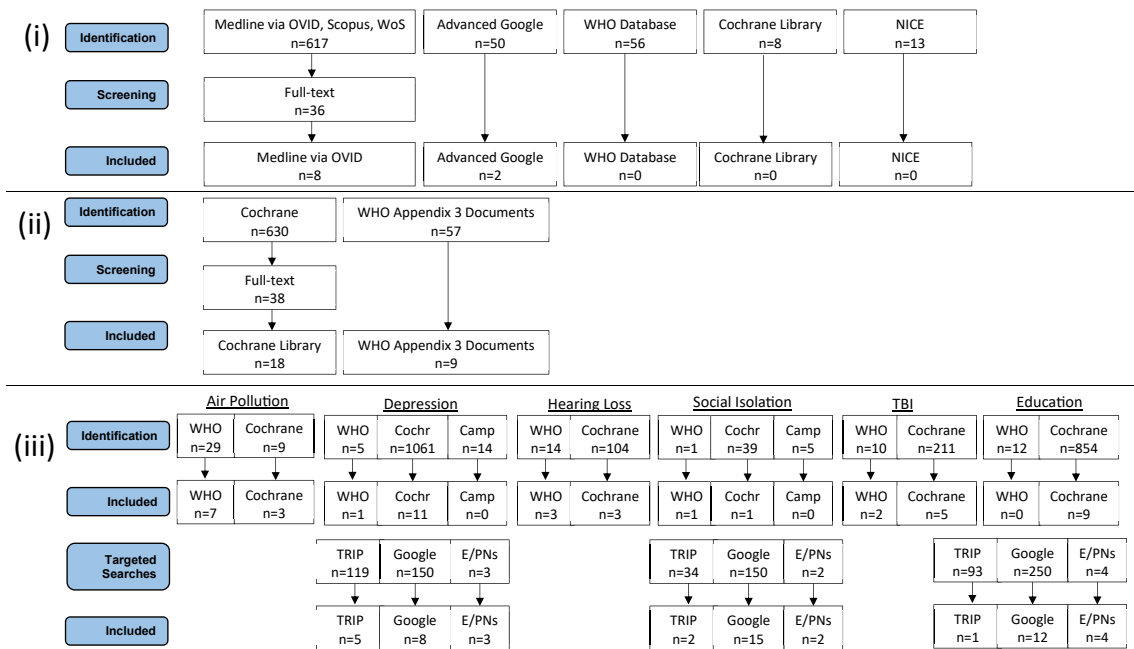 (i)
Identification
Medline via OVID, Scopus, WoS
n=617
Advanced Google
n=50
WHO Database
n=56
Cochrane Library
n=8
NICE
n=13
Screening
Full-text
n=36
Included
Medline via OVID
n=8
Advanced Google
n=2
WHO Database
n=0
Cochrane Library
n=0
NICE
n=0
(ii)
Identification
Cochrane
n=630
WHO Appendix 3 Documents
n=57
Screening
Full-text
n=38
Included
Cochrane Library
n=18
WHO Appendix 3 Documents
n=9
(iii)
Air Pollution
Depression
Hearing Loss
Social Isolation
TBI
Education
Identification
WHO
n=29
Cochrane
n=9
WHO
n=5
Cochr
n=1061
Camp
n=14
WHO
n=14
Cochrane
n=104
WHO
n=1
Cochr
n=39
Camp
n=5
WHO
n=10
Cochrane
n=211
WHO
n=12
Cochrane
n=854
Included
WHO
n=7
Cochrane
n=3
WHO
n=1
Cochr
n=11
Camp
n=0
WHO
n=3
Cochrane
n=3
WHO
n=1
Cochr
n=1
Camp
n=0
WHO
n=2
Cochrane
n=5
WHO
n=0
Cochrane
n=9
Targeted
Searches
TRIP
n=119
Google
n=150
E/PNs
n=3
TRIP
n=34
Google
n=150
E/PNs
n=2
TRIP
n=93
Google
n=250
E/PNs
n=4
Included
TRIP
n=5
Google
n=8
E/PNs
n=3
TRIP
n=2
Google
n=15
E/PNs
n=2
TRIP
n=1
Google
n=12
E/PNs
n=4